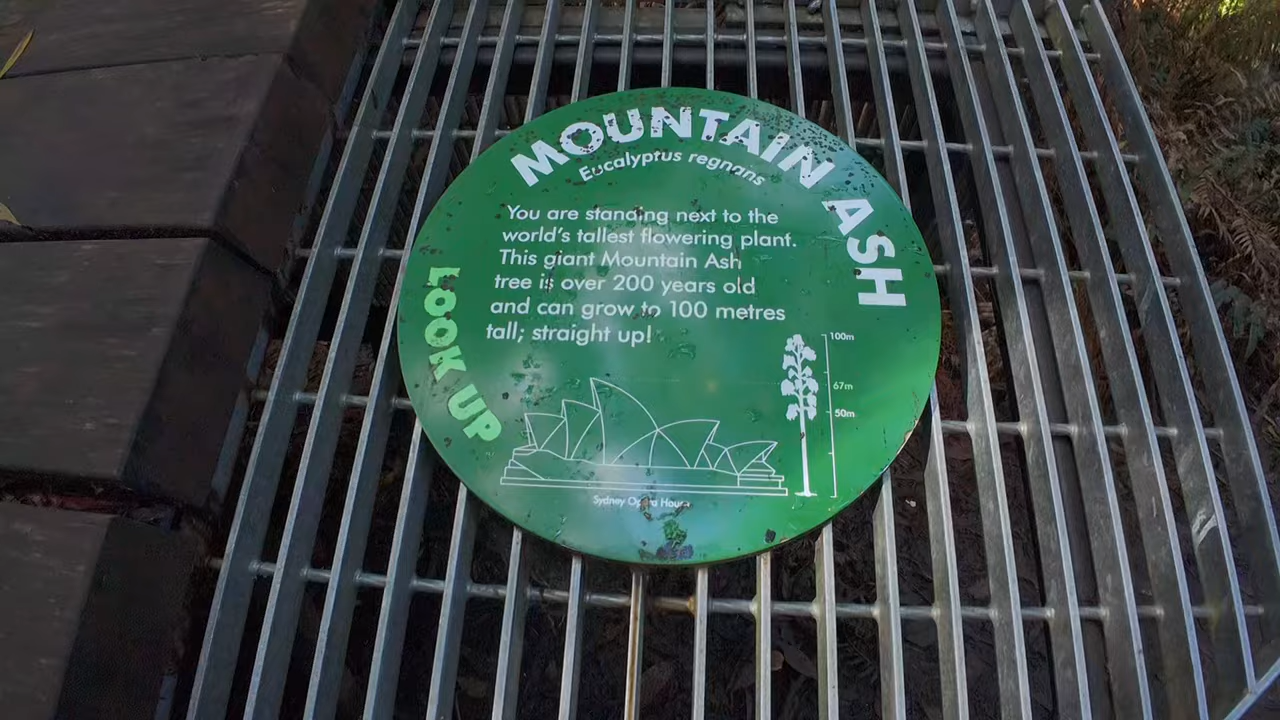 MOUNTAIN ASH
Eucalyptus regnans
You are standing next to the
world's tallest flowering plant.
This giant Mountain Ash
tree is over 200 years old
and can grow to 100 metres
tall; straight up!
LOOK UP
100m
67m
50m
Sydney Opera House